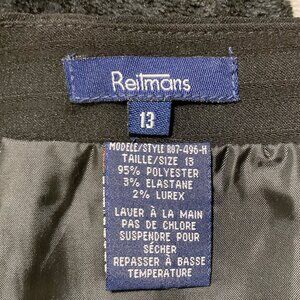 Reitmans
13
MODELE/STYLE R07-496-H
TAILLE/SIZE 13
95% POLYESTER
3% ELASTANE
2% LUREX
LAVER À LA MAIN
PAS DE CHLORE
SUSPENDRE POUR
SÉCHER
REPASSER À BASSE
TEMPERATURE